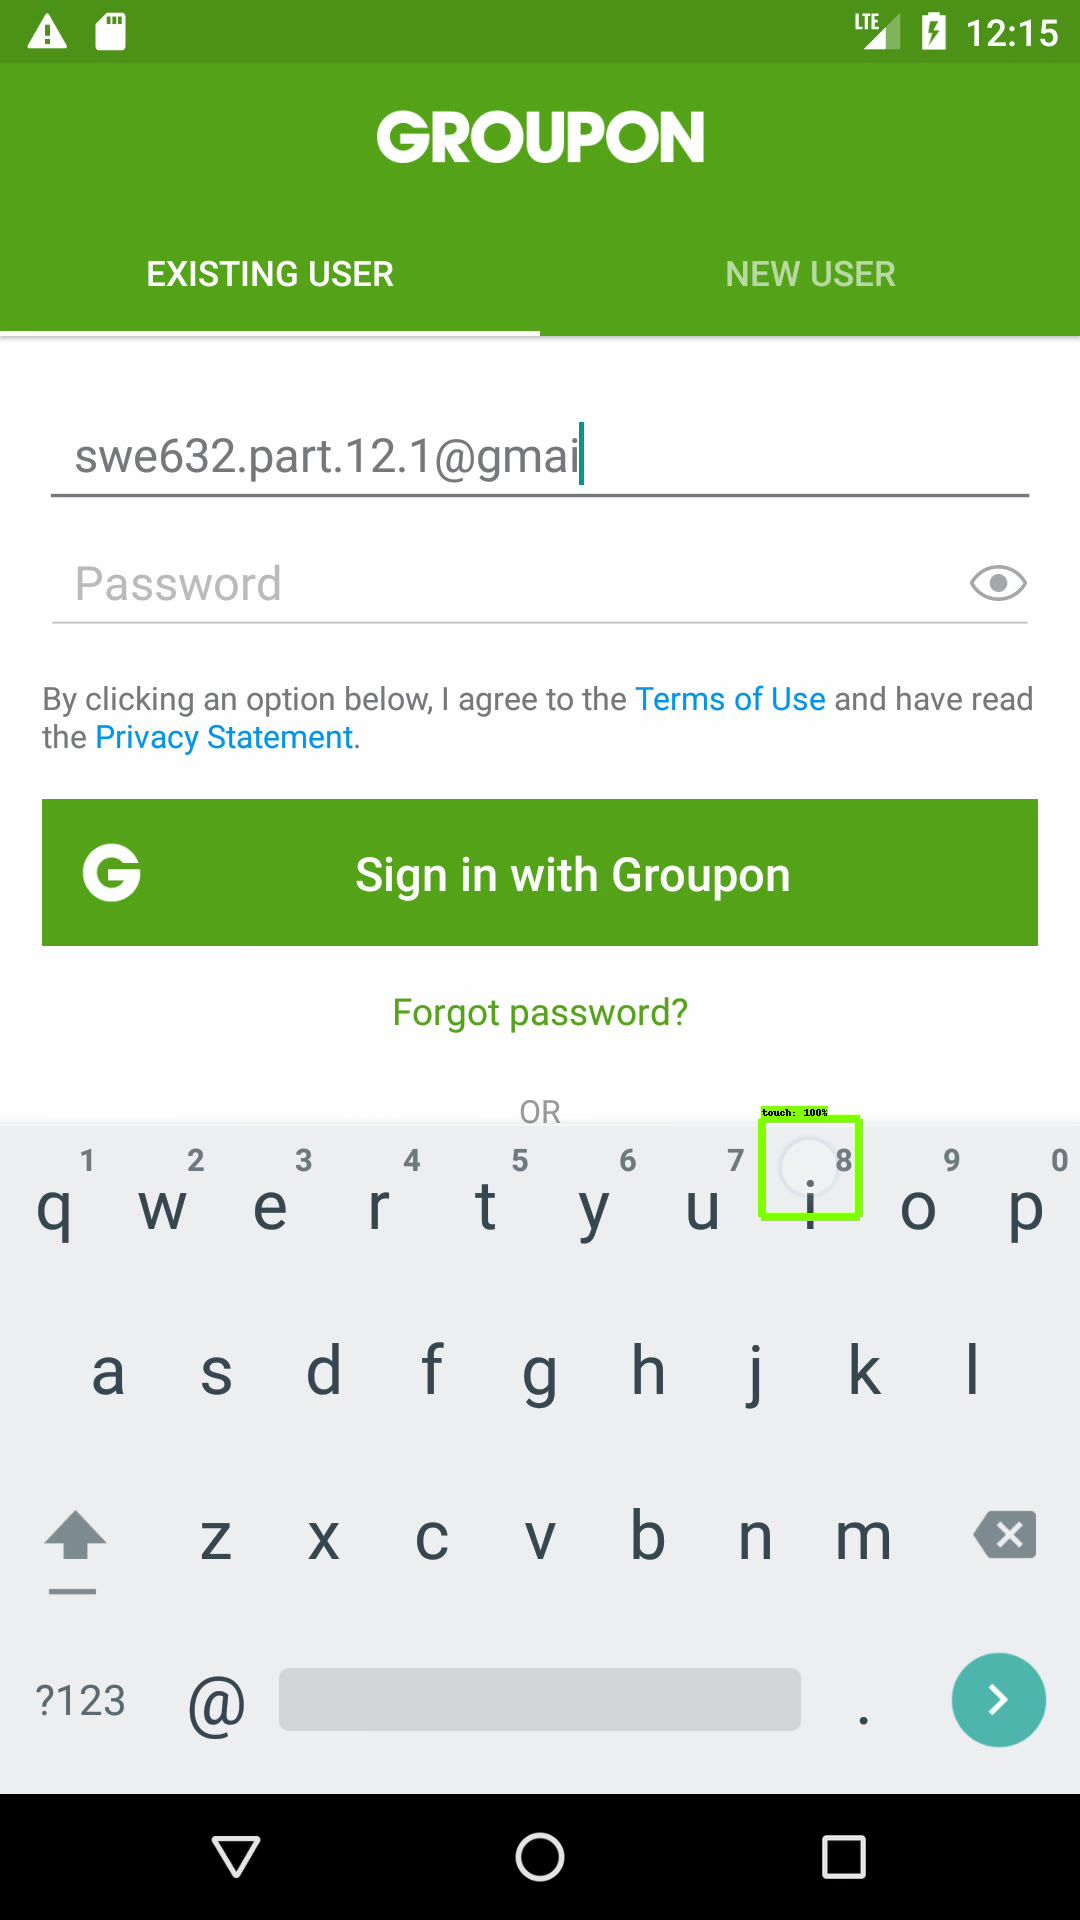 LTE 12:15
GROUPON
EXISTING USER NEW USER
swe632.part.12.1@gmai
Password
By clicking an option below, I agree to the Terms of Use and have read
the Privacy Statement.
G Sign in with Groupon
Forgot password?
OR
touch: 100%
1 2 3 4 5 6 7 8 9 0
q w e r t y u i o p
a s d f g h j k l
z x c v b n m
?123 @ .